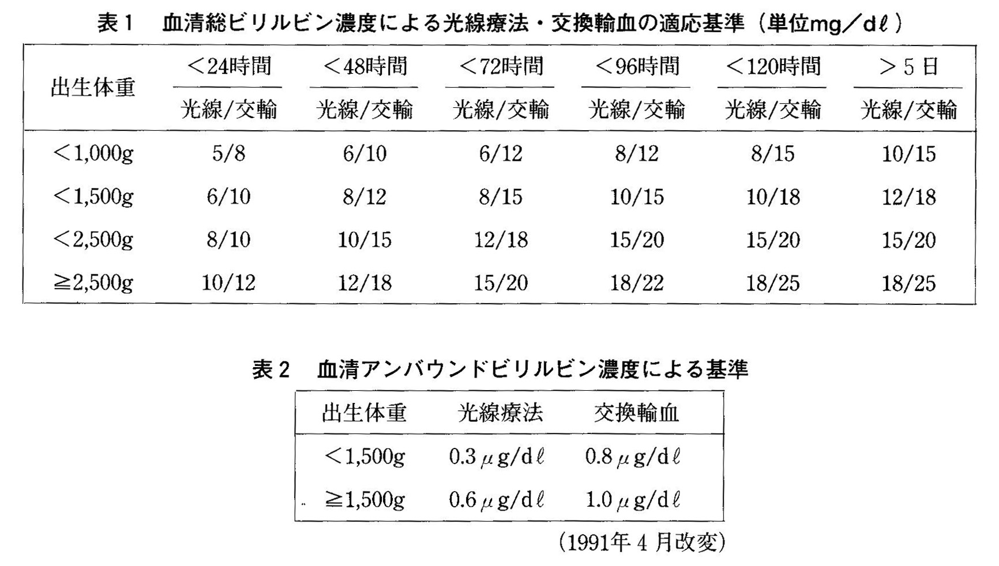 表1 血清総ビリルビン濃度による光線療法・交換輸血の適応基準（単位mg／dℓ）
出生体重 ＜24時間 ＜48時間 ＜72時間 ＜96時間 ＜120時間 ＞5日
光線/交輸 光線/交輸 光線/交輸 光線/交輸 光線/交輸 光線/交輸
＜1,000g 5/8 6/10 6/12 8/12 8/15 10/15
＜1,500g 6/10 8/12 8/15 10/15 10/18 12/18
＜2,500g 8/10 10/15 12/18 15/20 15/20 15/20
≧2,500g 10/12 12/18 15/20 18/22 18/25 18/25
表2 血清アンバウンドビリルビン濃度による基準
出生体重 光線療法 交換輸血
＜1,500g 0.3μg/dℓ 0.8μg/dℓ
≧1,500g 0.6μg/dℓ 1.0μg/dℓ
（1991年4月改変）